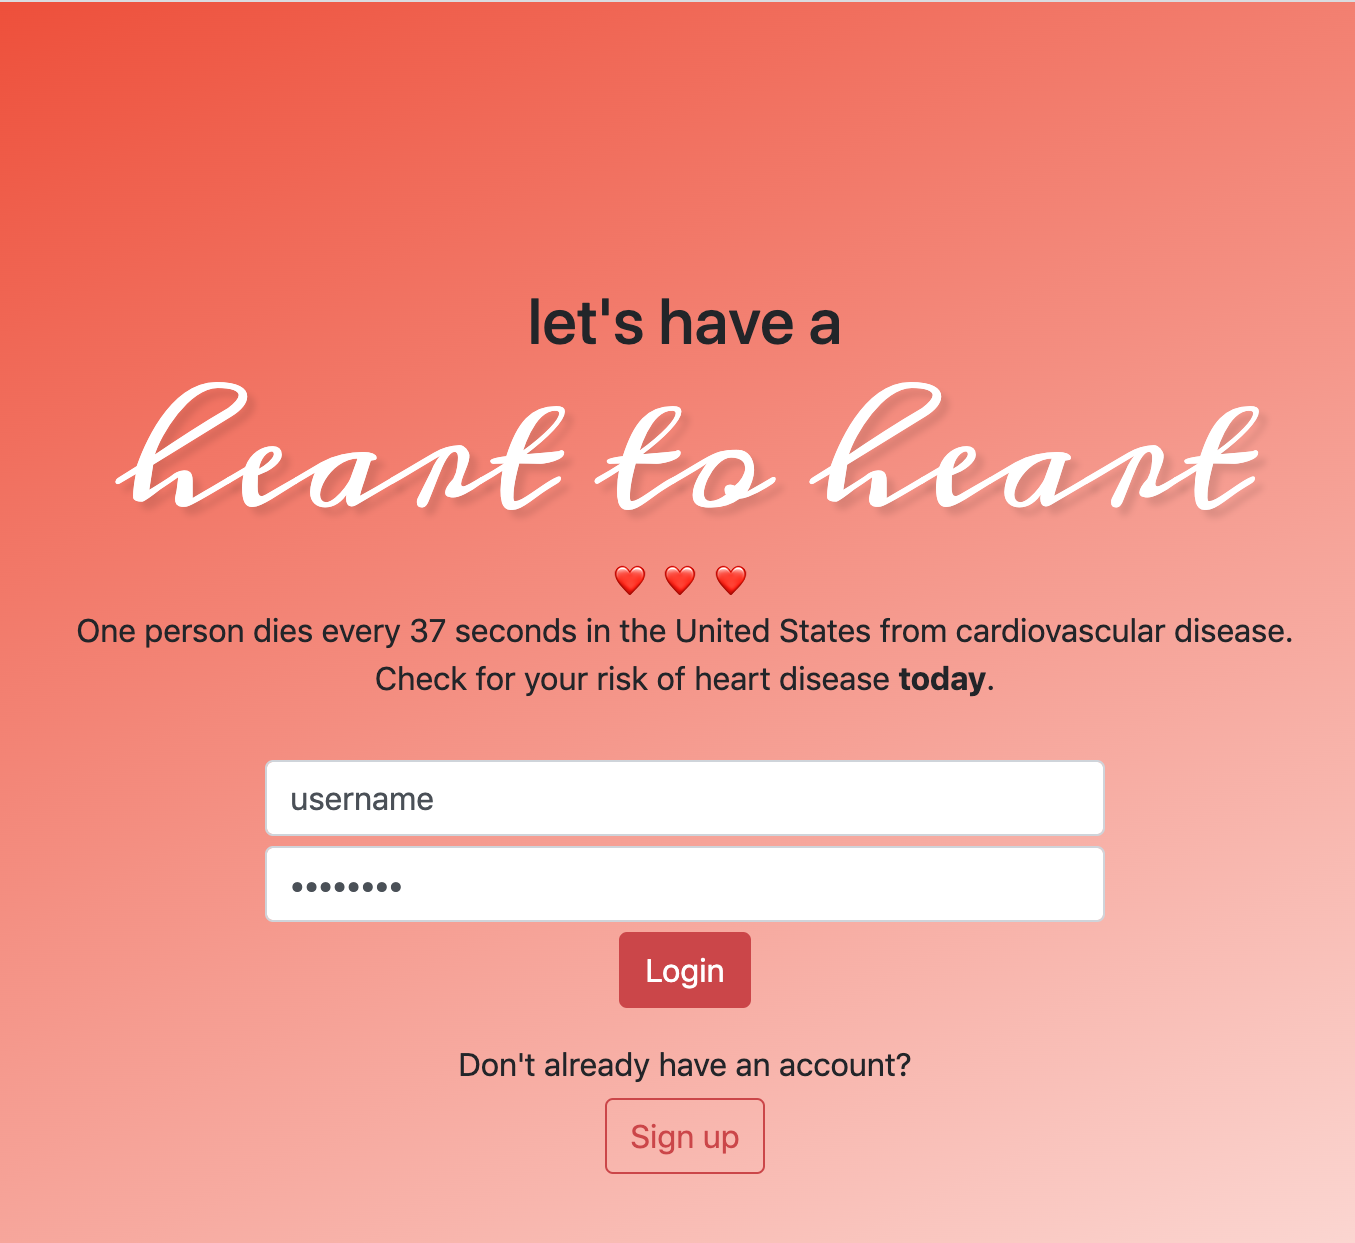 let's have a
heart to heart
❤️ ❤️ ❤️
One person dies every 37 seconds in the United States from cardiovascular disease.
Check for your risk of heart disease today.
username
••••••••
Login
Don't already have an account?
Sign up